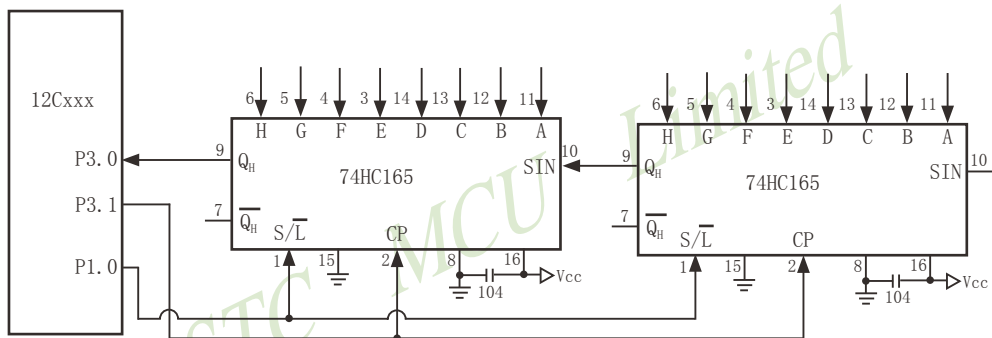 12Cxxx
P3.0
P3.1
P1.0
6 5 4 3 14 13 12 11
H G F E D C B A
9 QH
74HC165
SIN 10
7 QH
S/L
CP
1 15 2 8 16
104
Vcc
6 5 4 3 14 13 12 11
H G F E D C B A
9 QH
74HC165
SIN 10
7 QH
S/L
CP
1 15 2 8 16
104
Vcc
STC MCU Limited